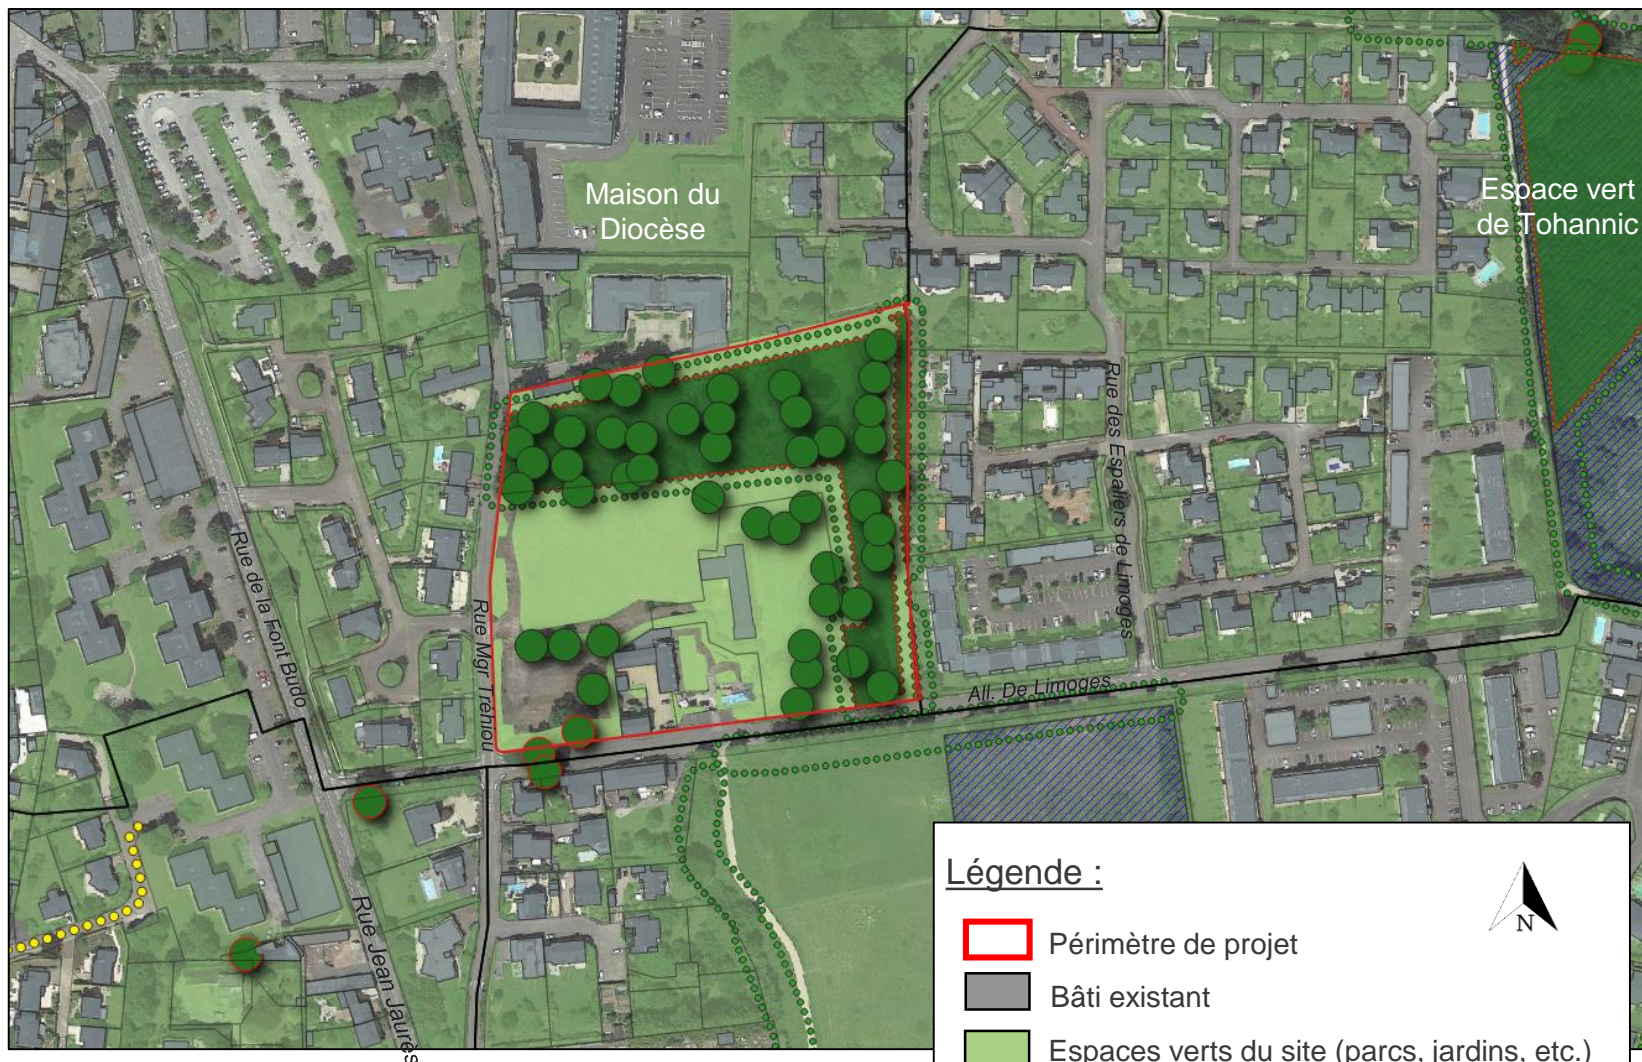 Maison du
Diocèse
Espace vert
de Tohannic
Rue des Espaliers de Limoges
Rue de la Font Budo
Rue Mgr Tréhiou
All. De Limoges
Rue Jean Jaurès
Légende :
N
Périmètre de projet
Bâti existant
Espaces verts du site (parcs, jardins, etc.)